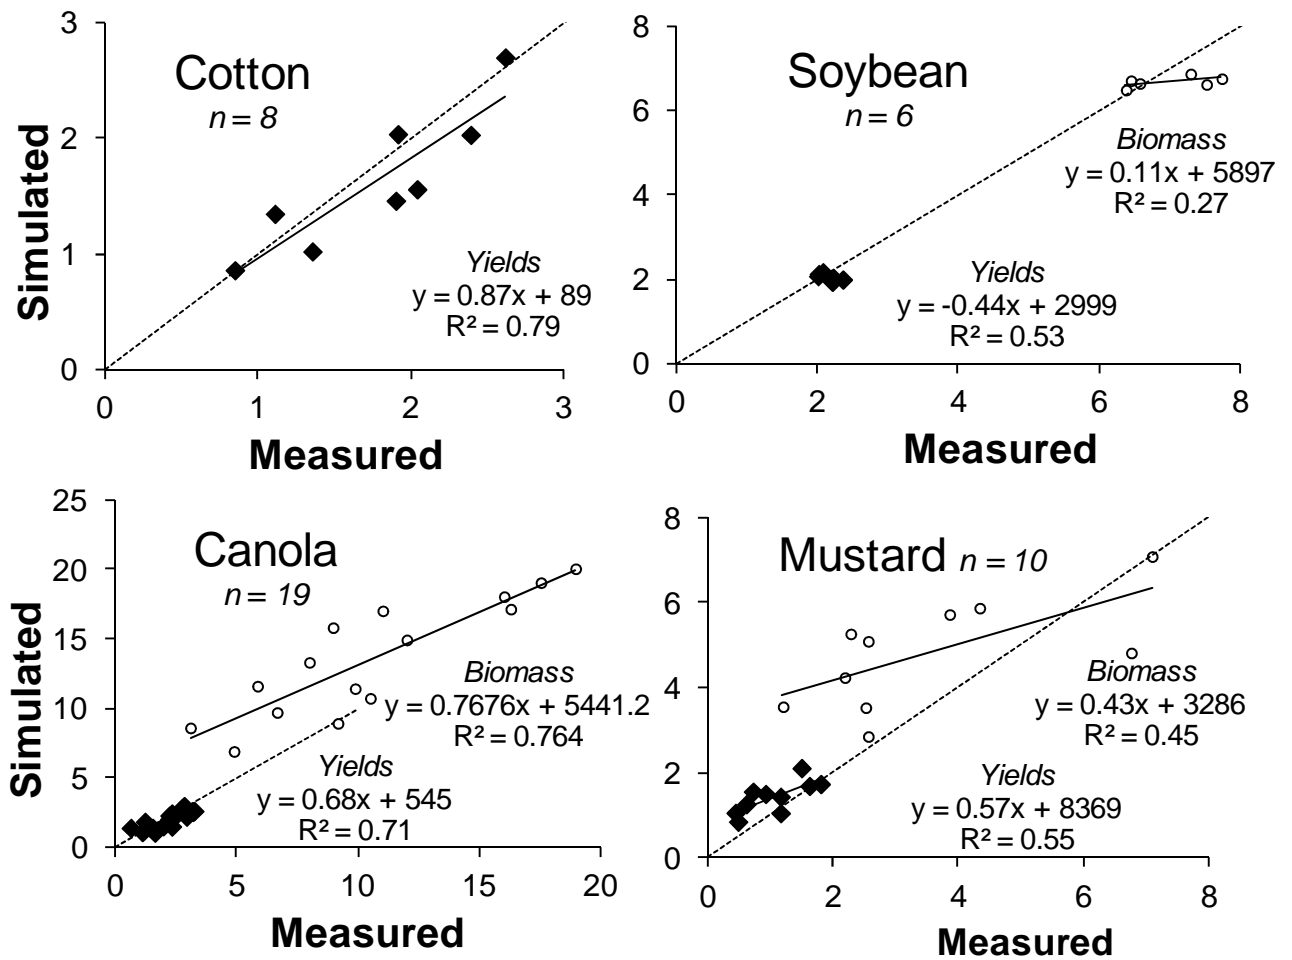 Cotton
n = 8
Simulated
3
2
1
0
Yields
y = 0.87x + 89
R² = 0.79
0 1 2 3
Measured
Soybean
n = 6
8
6
4
2
0
Biomass
y = 0.11x + 5897
R² = 0.27
Yields
y = -0.44x + 2999
R² = 0.53
0 2 4 6 8
Measured
Canola
n = 19
Simulated
25
20
15
10
5
0
Biomass
y = 0.7676x + 5441.2
R² = 0.764
Yields
y = 0.68x + 545
R² = 0.71
0 5 10 15 20
Measured
Mustard n = 10
8
6
4
2
0
Biomass
y = 0.43x + 3286
R² = 0.45
Yields
y = 0.57x + 8369
R² = 0.55
0 2 4 6 8
Measured